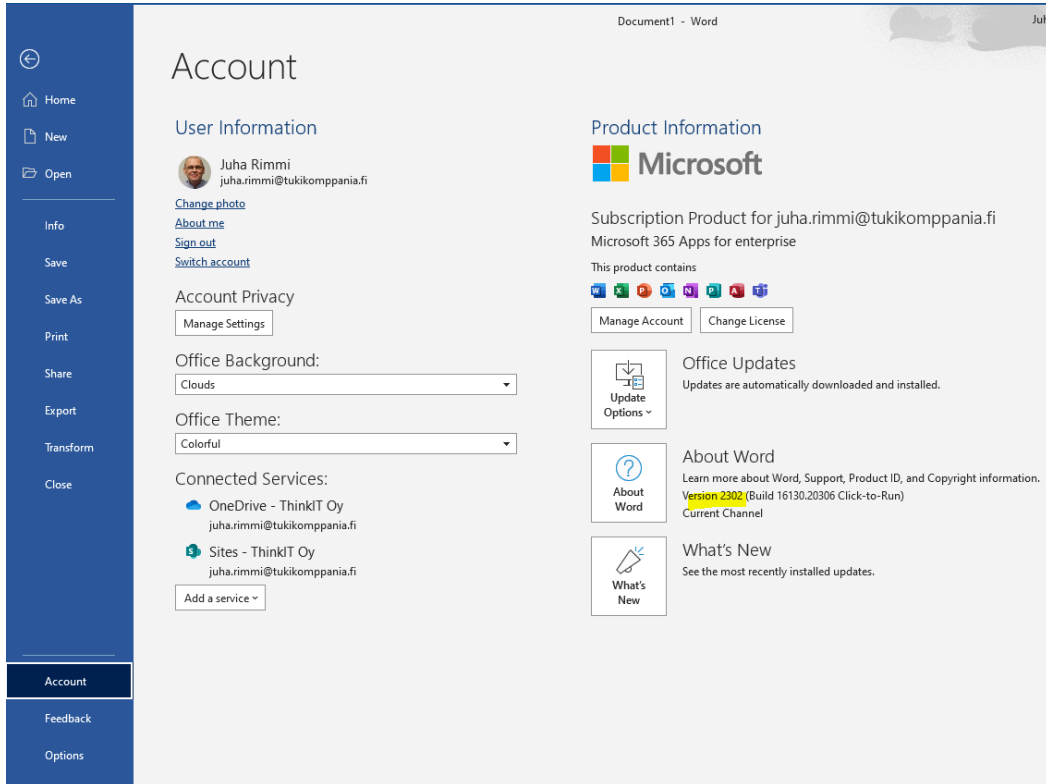 Document1 - Word
Account
Home
New
Open
Info
Save
Save As
Print
Share
Export
Transform
Close
Account
Feedback
Options
User Information
Juha Rimmi
juha.rimmi@tukikomppania.fi
Change photo
About me
Sign out
Switch account
Account Privacy
Manage Settings
Office Background:
Clouds
Office Theme:
Colorful
Connected Services:
OneDrive - ThinkIT Oy
juha.rimmi@tukikomppania.fi
Sites - ThinkIT Oy
juha.rimmi@tukikomppania.fi
Add a service
Product Information
Microsoft
Subscription Product for juha.rimmi@tukikomppania.fi
Microsoft 365 Apps for enterprise
This product contains
Manage Account
Change License
Update
Options
Office Updates
Updates are automatically downloaded and installed.
About
Word
About Word
Learn more about Word, Support, Product ID, and Copyright information.
Version 2302 (Build 16130.20306 Click-to-Run)
Current Channel
What's
New
What's New
See the most recently installed updates.